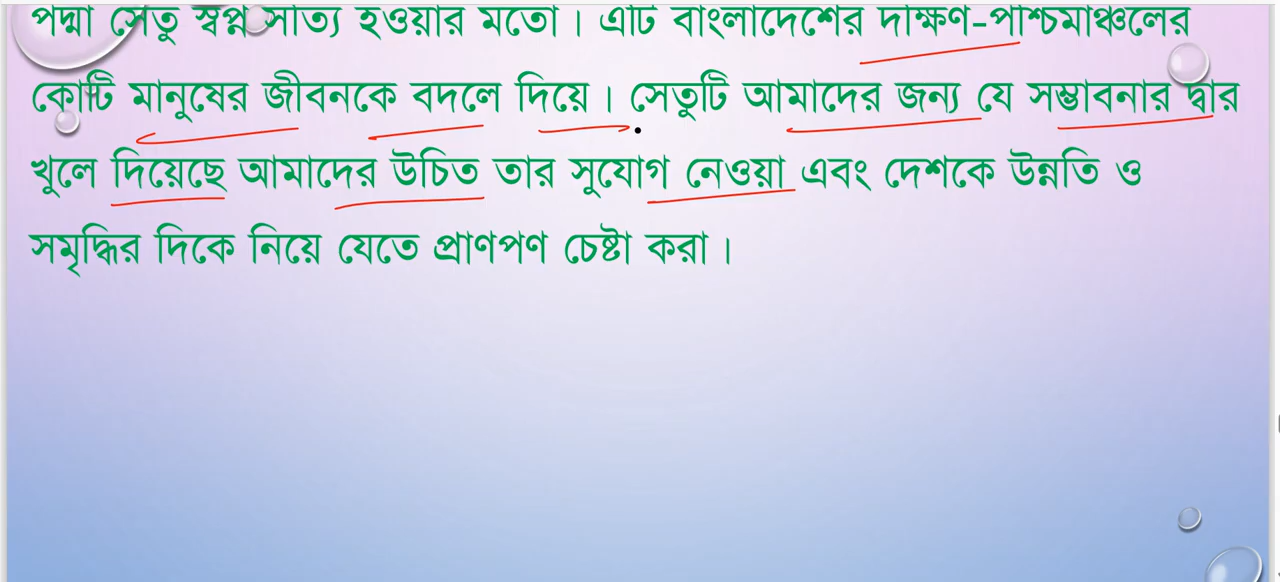 পদ্মা সেতু স্বপ্ন সত্যি হওয়ার মতো। এটি বাংলাদেশের দক্ষিণ-পশ্চিমাঞ্চলের
কোটি মানুষের জীবনকে বদলে দিয়ে। সেতুটি আমাদের জন্য যে সম্ভাবনার দ্বার
খুলে দিয়েছে আমাদের উচিত তার সুযোগ নেওয়া এবং দেশকে উন্নতি ও
সমৃদ্ধির দিকে নিয়ে যেতে প্রাণপণ চেষ্টা করা।